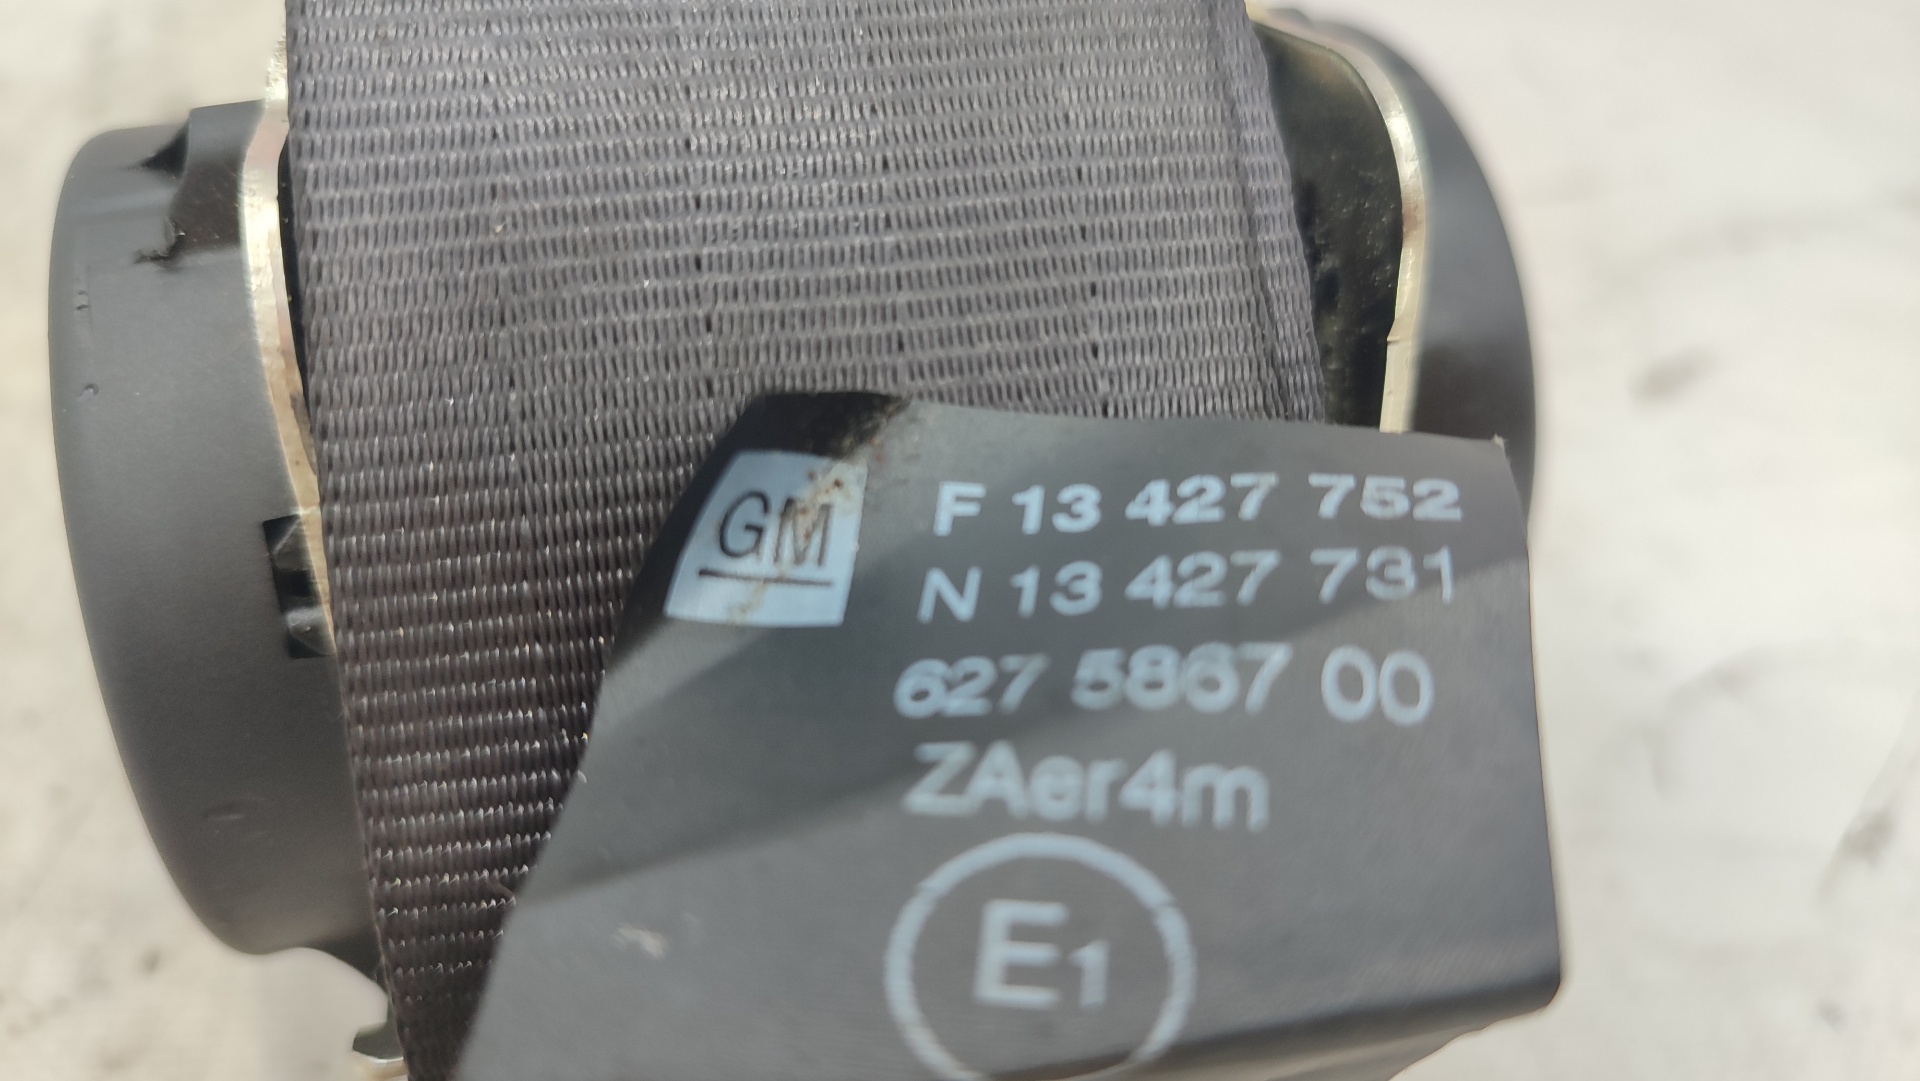 GM
F 13 427 752
N 13 427 731
627 5867 00
ZAer4m
E1